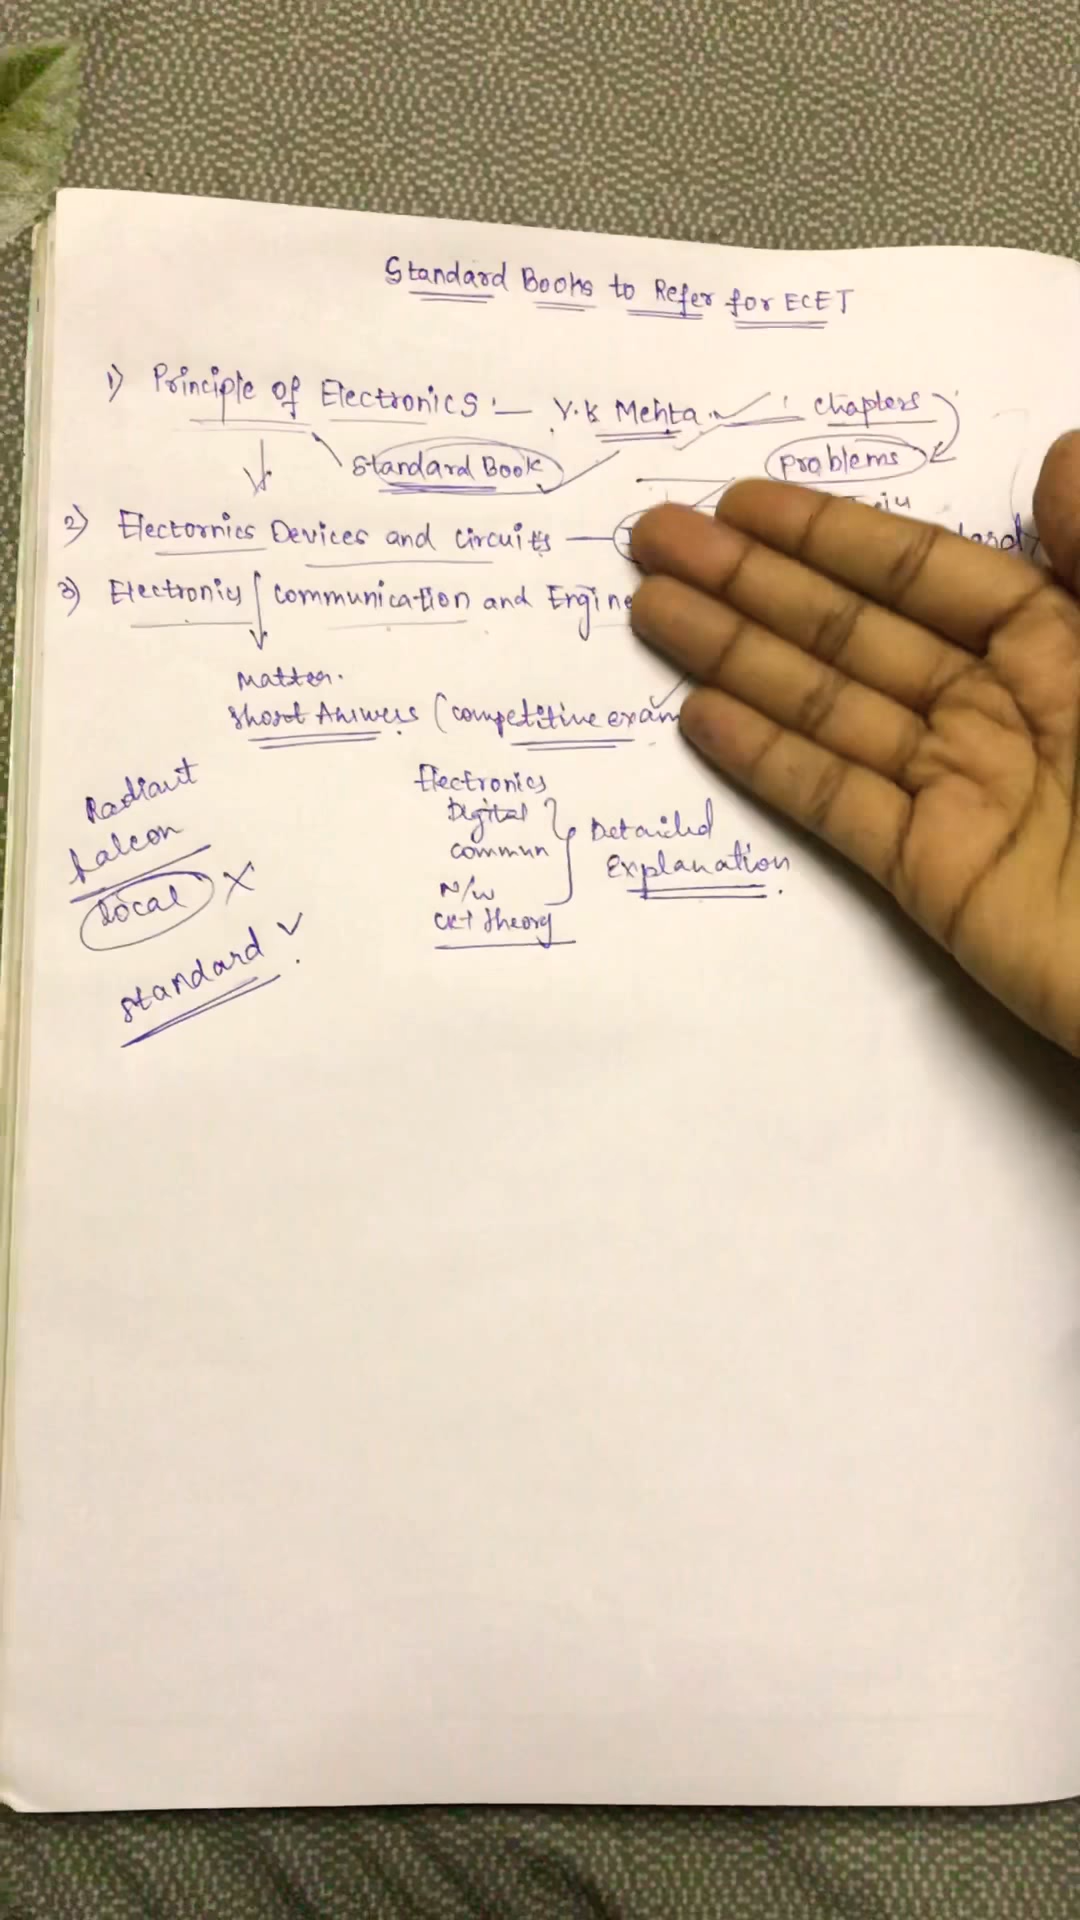 Standard Books to Refer for ECET
1) Principle of Electronics :- V.K Mehta. chapters
Standard Book problems
2) Electornics Devices and circuits —
3) Electronics communication and Engine
Matter.
Short Answers (competitive exam
Radiant
falcon
local X
standard
Electronics
Digital
commun
N/W
CKT theory
Detailed
Explanation.